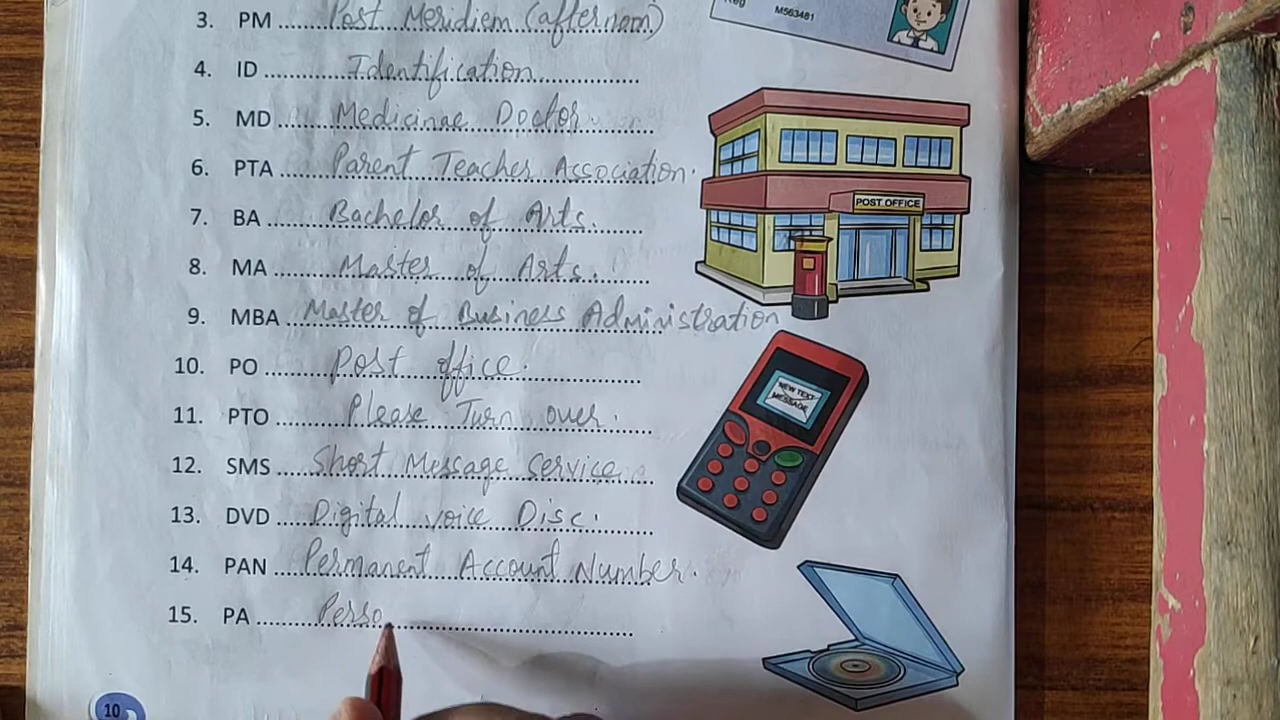 Reg M563481
3. PM Post Meridiem (afternoon)
4. ID Identification
5. MD Medicinae Doctor.
6. PTA Parent Teacher Association.
POST OFFICE
7. BA Bachelor of Arts.
8. MA Master of Arts.
9. MBA Master of Business Administration
10. PO Post office.
NEW TEXT
MESSAGE
11. PTO Please Turn over.
12. SMS Short Message Service
13. DVD Digital voice Disc.
14. PAN Permanent Account Number.
15. PA Perso
10